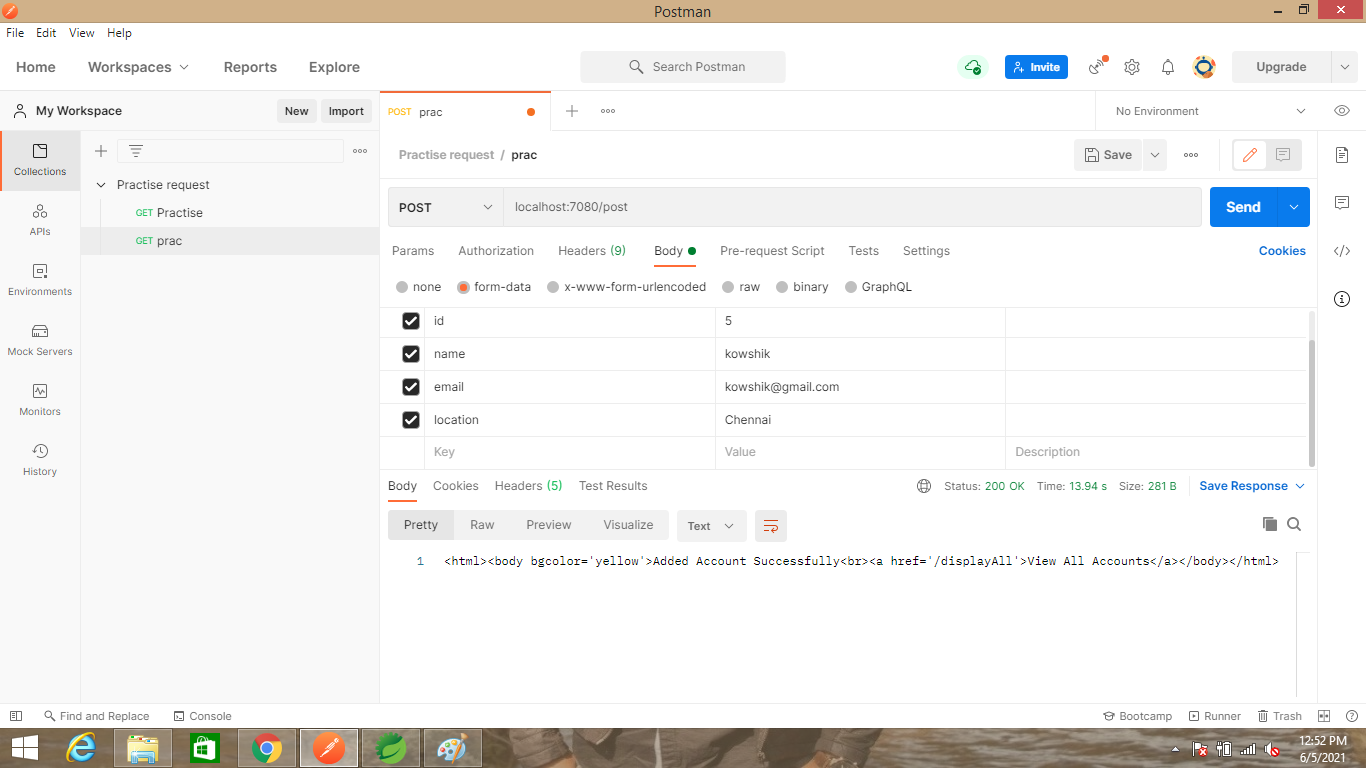 Postman
File Edit View Help
Home Workspaces Reports Explore Search Postman Invite Upgrade
My Workspace New Import POST prac No Environment
Collections
APIs
Environments
Mock Servers
Monitors
History
Practise request
GET Practise
GET prac
Practise request / prac Save
POST localhost:7080/post Send
Params Authorization Headers (9) Body Pre-request Script Tests Settings Cookies
none form-data x-www-form-urlencoded raw binary GraphQL
id 5
name kowshik
email kowshik@gmail.com
location Chennai
Key Value Description
Body Cookies Headers (5) Test Results Status: 200 OK Time: 13.94 s Size: 281 B Save Response
Pretty Raw Preview Visualize Text
1 <html><body bgcolor='yellow'>Added Account Successfully<br><a href='/displayAll'>View All Accounts</a></body></html>
Find and Replace Console Bootcamp Runner Trash
12:52 PM
6/5/2021